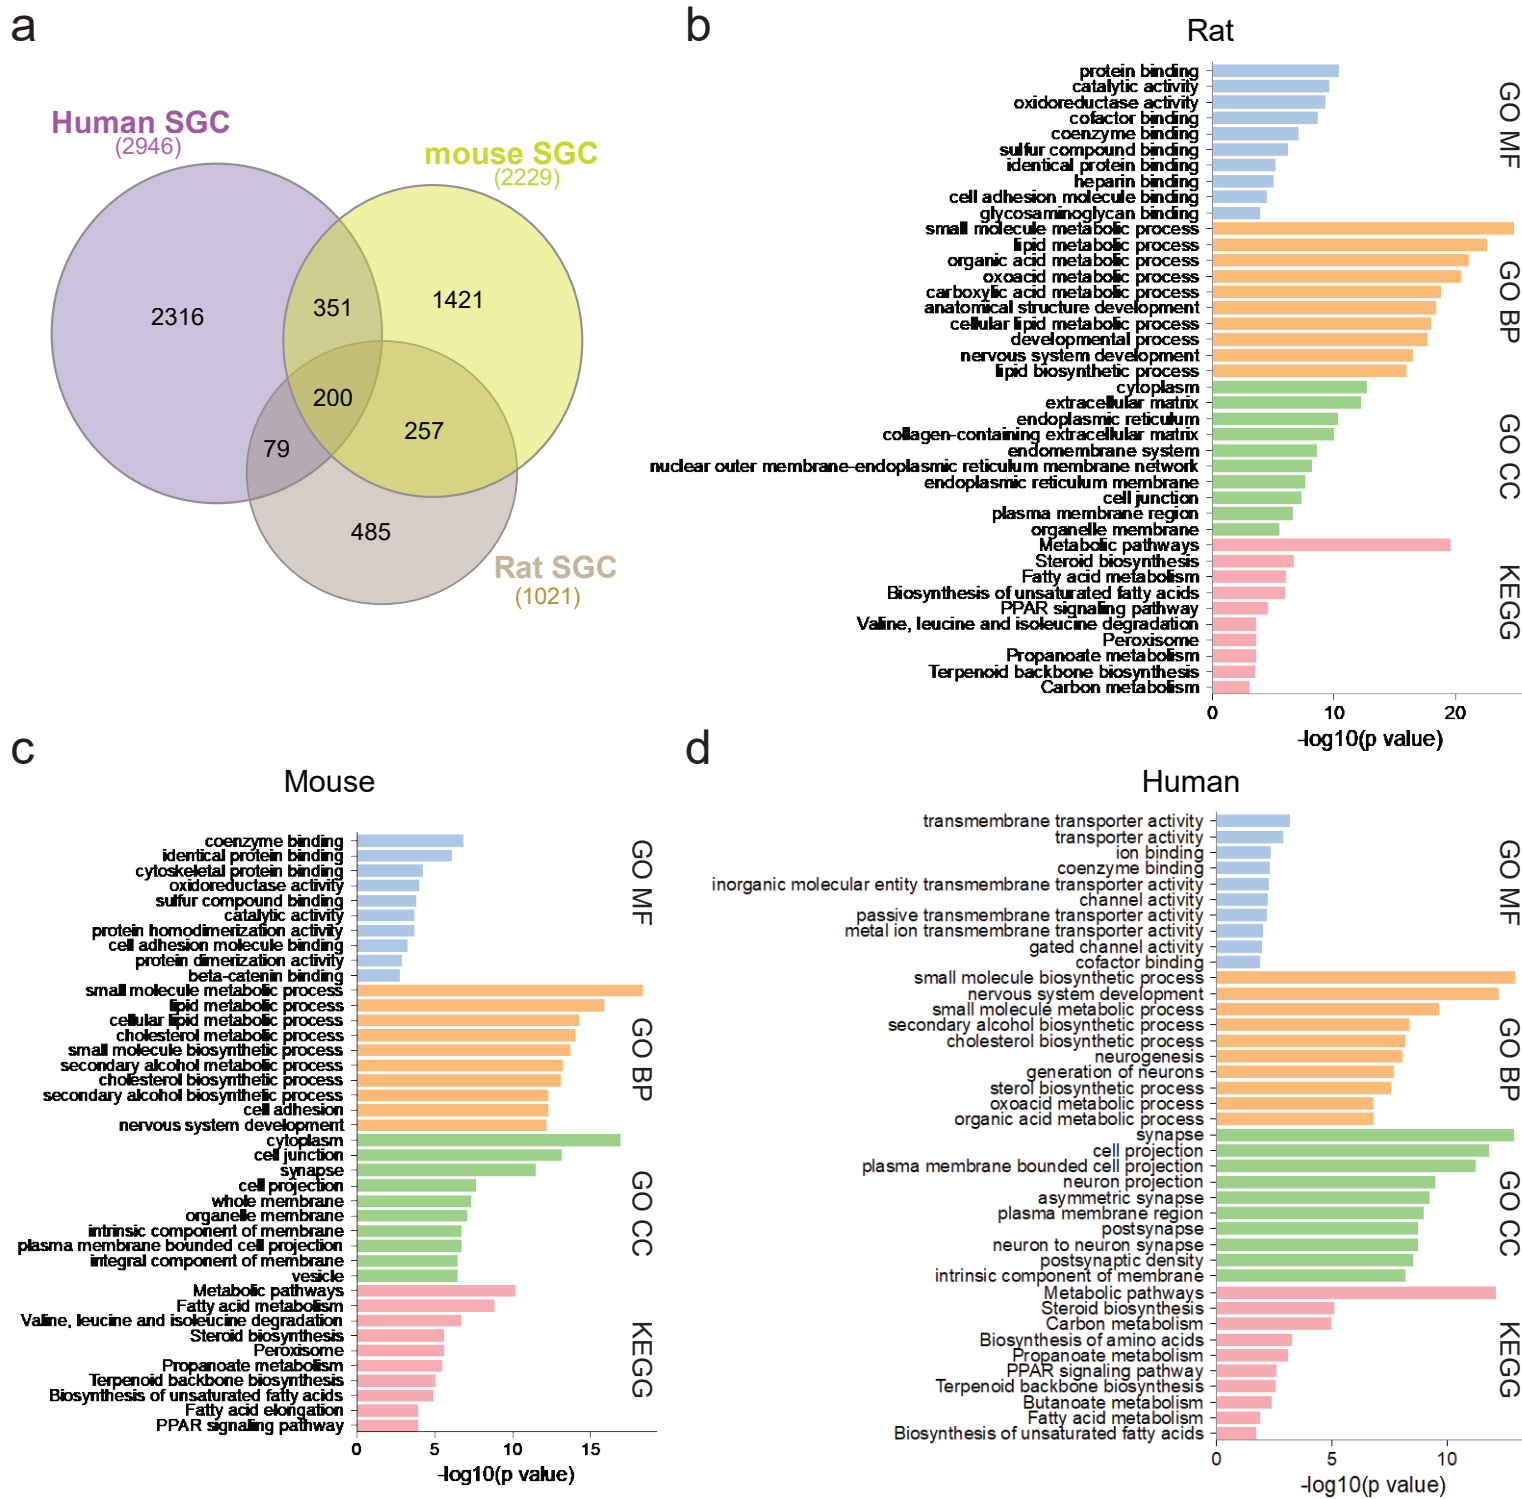 a
Human SGC
(2946)
mouse SGC
(2229)
2316
351
1421
200
257
79
485
Rat SGC
(1021)
b
Rat
protein binding
catalytic activity
oxidoreductase activity
cofactor binding
coenzyme binding
sulfur compound binding
identical protein binding
heparin binding
cell adhesion molecule binding
glycosaminoglycan binding
small molecule metabolic process
lipid metabolic process
organic acid metabolic process
oxoacid metabolic process
carboxylic acid metabolic process
anatomical structure development
cellular lipid metabolic process
developmental process
nervous system development
lipid biosynthetic process
cytoplasm
extracellular matrix
endoplasmic reticulum
collagen-containing extracellular matrix
endomembrane system
nuclear outer membrane-endoplasmic reticulum membrane network
endoplasmic reticulum membrane
cell junction
plasma membrane region
organelle membrane
Metabolic pathways
Steroid biosynthesis
Fatty acid metabolism
Biosynthesis of unsaturated fatty acids
PPAR signaling pathway
Valine, leucine and isoleucine degradation
Peroxisome
Propanoate metabolism
Terpenoid backbone biosynthesis
Carbon metabolism
GO MF
GO BP
GO CC
KEGG
0 10 20
-log10(p value)
c
Mouse
coenzyme binding
identical protein binding
cytoskeletal protein binding
oxidoreductase activity
sulfur compound binding
catalytic activity
protein homodimerization activity
cell adhesion molecule binding
protein dimerization activity
beta-catenin binding
small molecule metabolic process
lipid metabolic process
cellular lipid metabolic process
cholesterol metabolic process
small molecule biosynthetic process
secondary alcohol metabolic process
cholesterol biosynthetic process
secondary alcohol biosynthetic process
cell adhesion
nervous system development
cytoplasm
cell junction
synapse
cell projection
whole membrane
organelle membrane
intrinsic component of membrane
plasma membrane bounded cell projection
integral component of membrane
vesicle
Metabolic pathways
Fatty acid metabolism
Valine, leucine and isoleucine degradation
Steroid biosynthesis
Peroxisome
Propanoate metabolism
Terpenoid backbone biosynthesis
Biosynthesis of unsaturated fatty acids
Fatty acid elongation
PPAR signaling pathway
GO MF
GO BP
GO CC
KEGG
0 5 10 15
-log10(p value)
d
Human
transmembrane transporter activity
transporter activity
ion binding
coenzyme binding
inorganic molecular entity transmembrane transporter activity
channel activity
passive transmembrane transporter activity
metal ion transmembrane transporter activity
gated channel activity
cofactor binding
small molecule biosynthetic process
nervous system development
small molecule metabolic process
secondary alcohol biosynthetic process
cholesterol biosynthetic process
neurogenesis
generation of neurons
sterol biosynthetic process
oxoacid metabolic process
organic acid metabolic process
synapse
cell projection
plasma membrane bounded cell projection
neuron projection
asymmetric synapse
plasma membrane region
postsynapse
neuron to neuron synapse
postsynaptic density
intrinsic component of membrane
Metabolic pathways
Steroid biosynthesis
Carbon metabolism
Biosynthesis of amino acids
Propanoate metabolism
PPAR signaling pathway
Terpenoid backbone biosynthesis
Butanoate metabolism
Fatty acid metabolism
Biosynthesis of unsaturated fatty acids
GO MF
GO BP
GO CC
KEGG
0 5 10
-log10(p value)